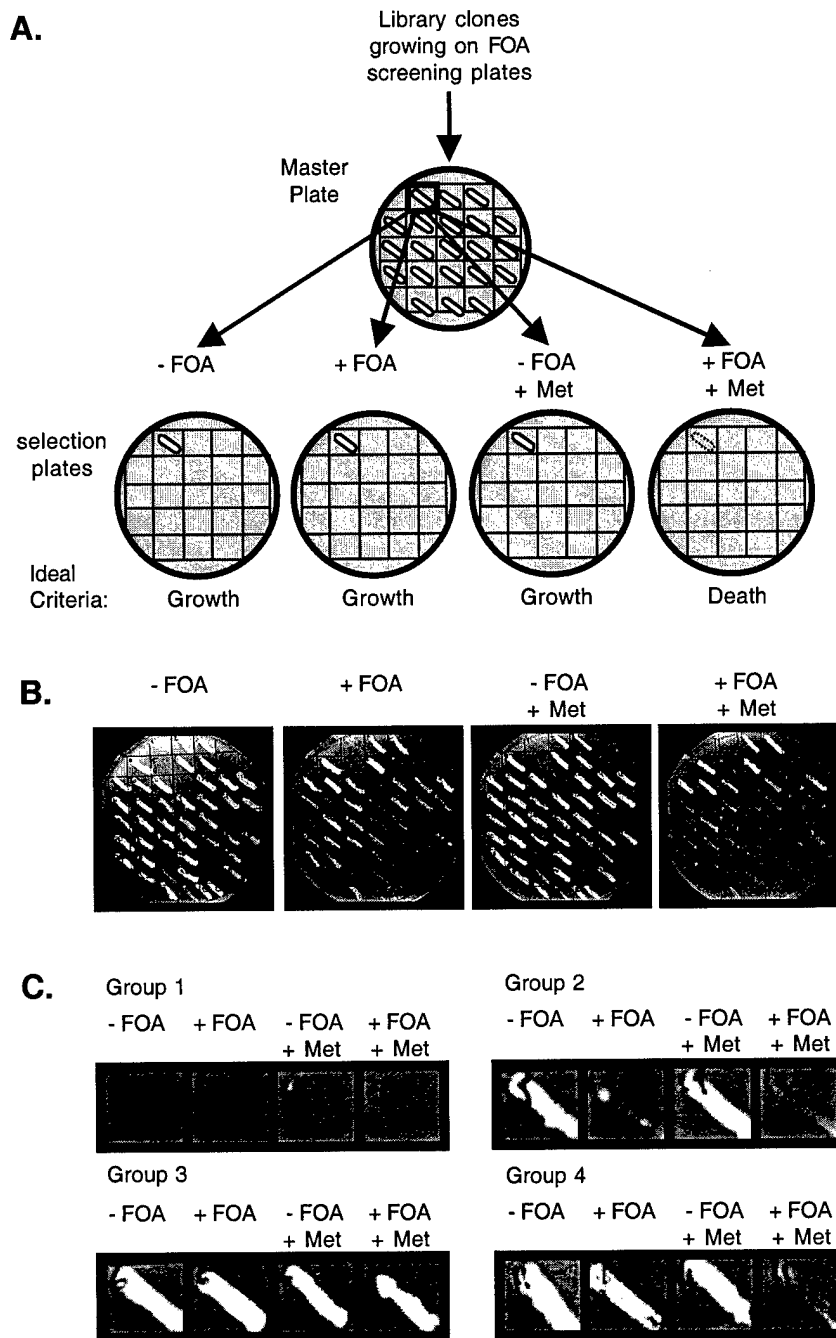 A.
Library clones
growing on FOA
screening plates
Master
Plate
- FOA
+ FOA
- FOA
+ Met
+ FOA
+ Met
selection
plates
Ideal
Criteria:
Growth
Growth
Growth
Death
B.
- FOA
+ FOA
- FOA
+ Met
+ FOA
+ Met
C.
Group 1
- FOA
+ FOA
- FOA
+ Met
+ FOA
+ Met
Group 2
- FOA
+ FOA
- FOA
+ Met
+ FOA
+ Met
Group 3
- FOA
+ FOA
- FOA
+ Met
+ FOA
+ Met
Group 4
- FOA
+ FOA
- FOA
+ Met
+ FOA
+ Met